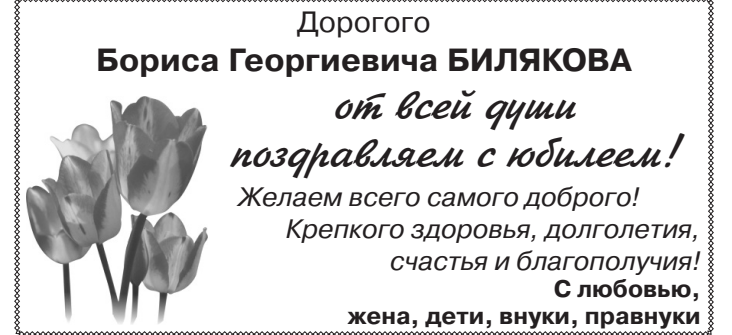 Дорогого
Бориса Георгиевича БИЛЯКОВА
от всей души
поздравляем с юбилеем!
Желаем всего самого доброго!
Крепкого здоровья, долголетия,
счастья и благополучия!
С любовью,
жена, дети, внуки, правнуки